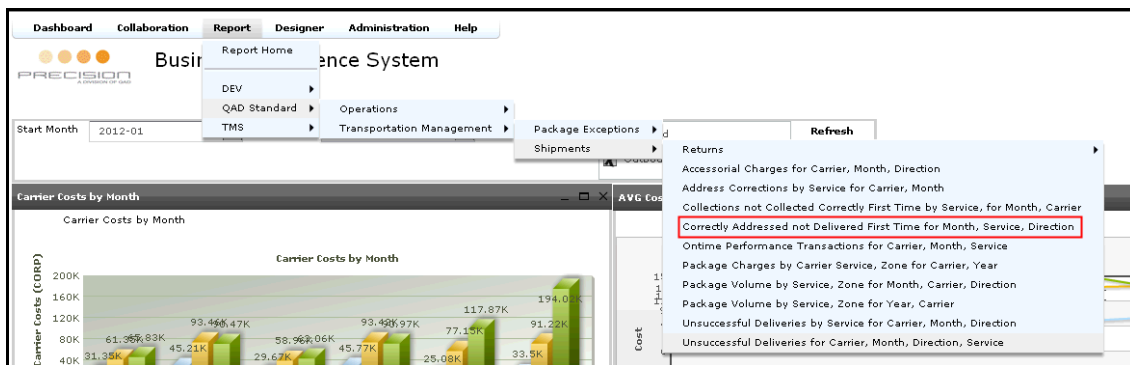 Dashboard Collaboration Report Designer Administration Help
Report Home
PRECISION
A DIVISION OF QAD
Busin
nce System
DEV
QAD Standard
TMS
Operations
Transportation Management
Package Exceptions
Shipments
Start Month 2012-01
Refresh
Returns
Accessorial Charges for Carrier, Month, Direction
Address Corrections by Service for Carrier, Month
Collections not Collected Correctly First Time by Service, for Month, Carrier
Correctly Addressed not Delivered First Time for Month, Service, Direction
Ontime Performance Transactions for Carrier, Month, Service
Package Charges by Carrier Service, Zone for Carrier, Year
Package Volume by Service, Zone for Month, Carrier, Direction
Package Volume by Service, Zone for Year, Carrier
Unsuccessful Deliveries by Service for Carrier, Month, Direction
Unsuccessful Deliveries for Carrier, Month, Direction, Service
Carrier Costs by Month
AVG Cos
Carrier Costs by Month
Carrier Costs by Month
Carrier Costs (CORP)
200K
160K
120K
80K
40K
31.35K
45.21K
93.46K
29.67K
45.77K
25.08K
77.15K
117.87K
33.5K
91.22K
194.02K
Cost